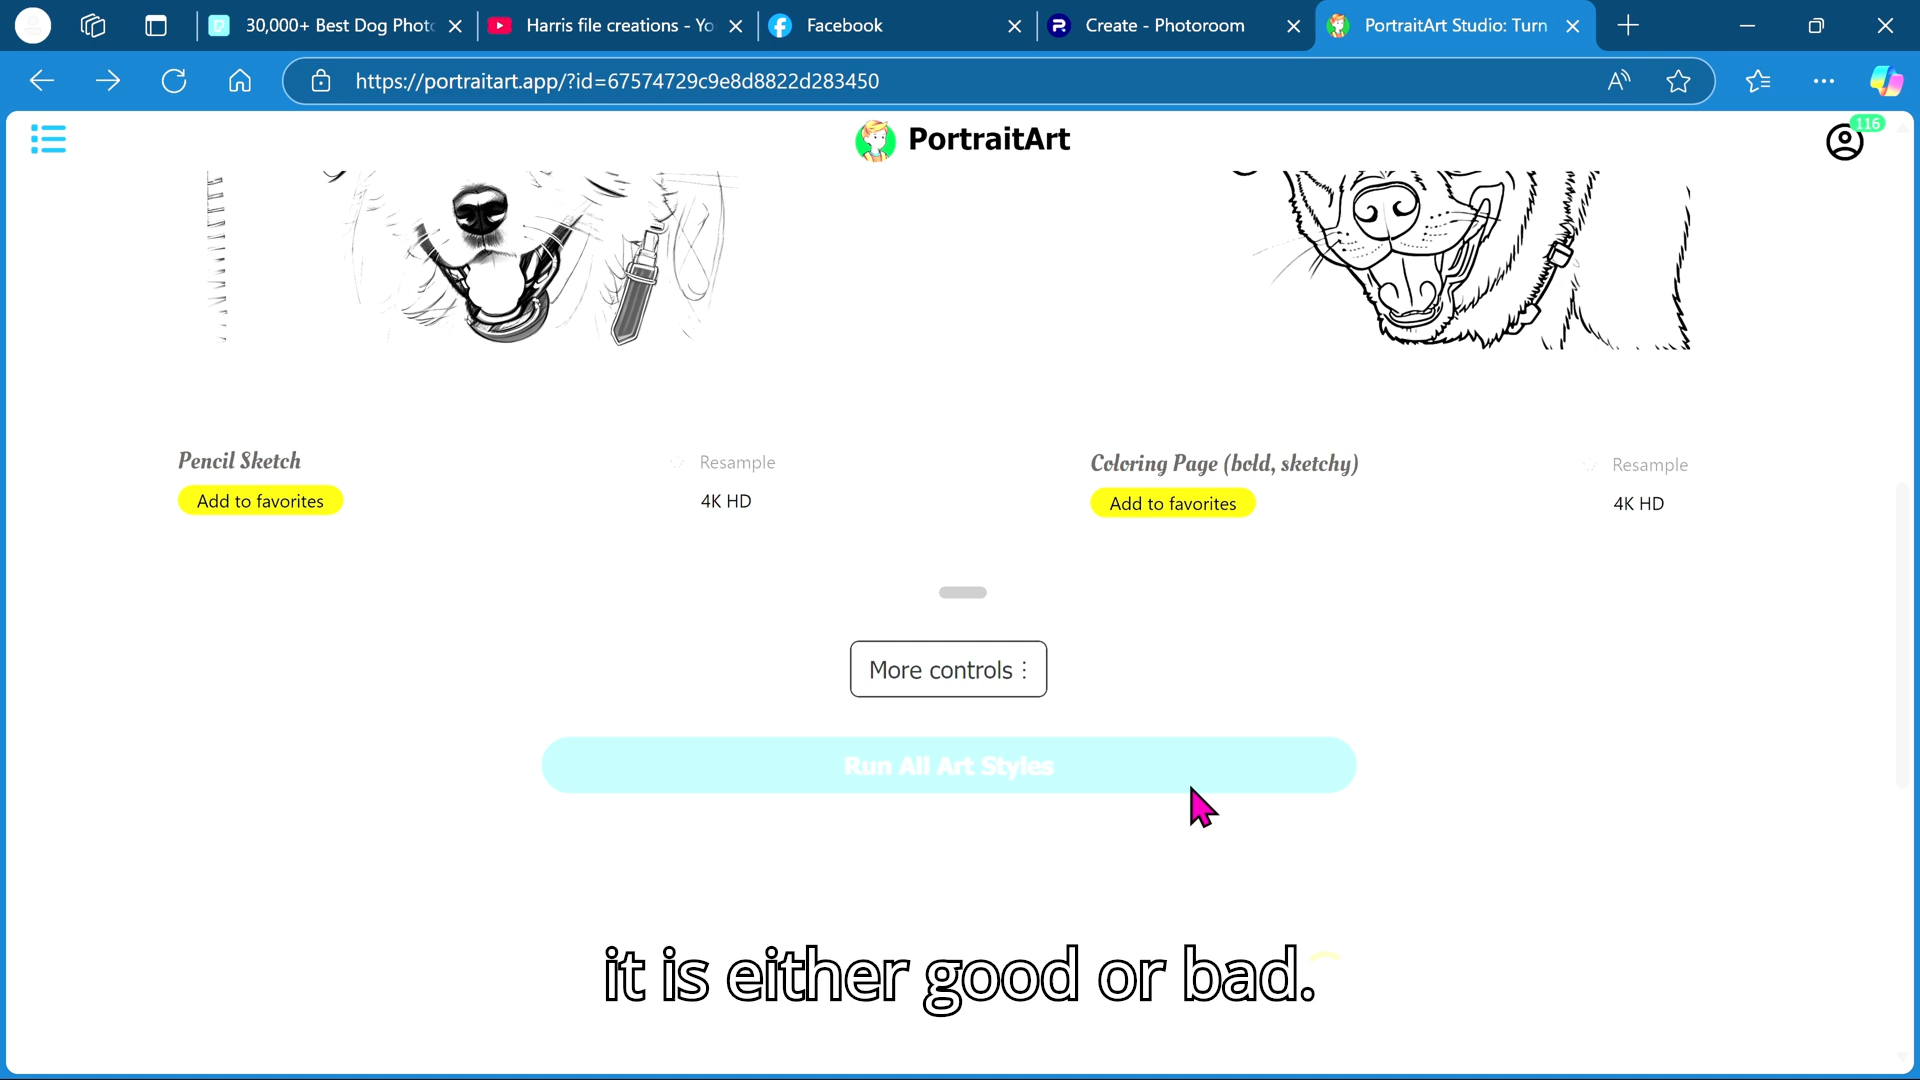 30,000+ Best Dog Photo
Harris file creations - Yo
Facebook
Create - Photoroom
PortraitArt Studio: Turn
https://portraitart.app/?id=67574729c9e8d8822d283450
PortraitArt
116
Pencil Sketch
Resample
Add to favorites
4K HD
Coloring Page (bold, sketchy)
Resample
Add to favorites
4K HD
More controls ⋮
Run All Art Styles
it is either good or bad.